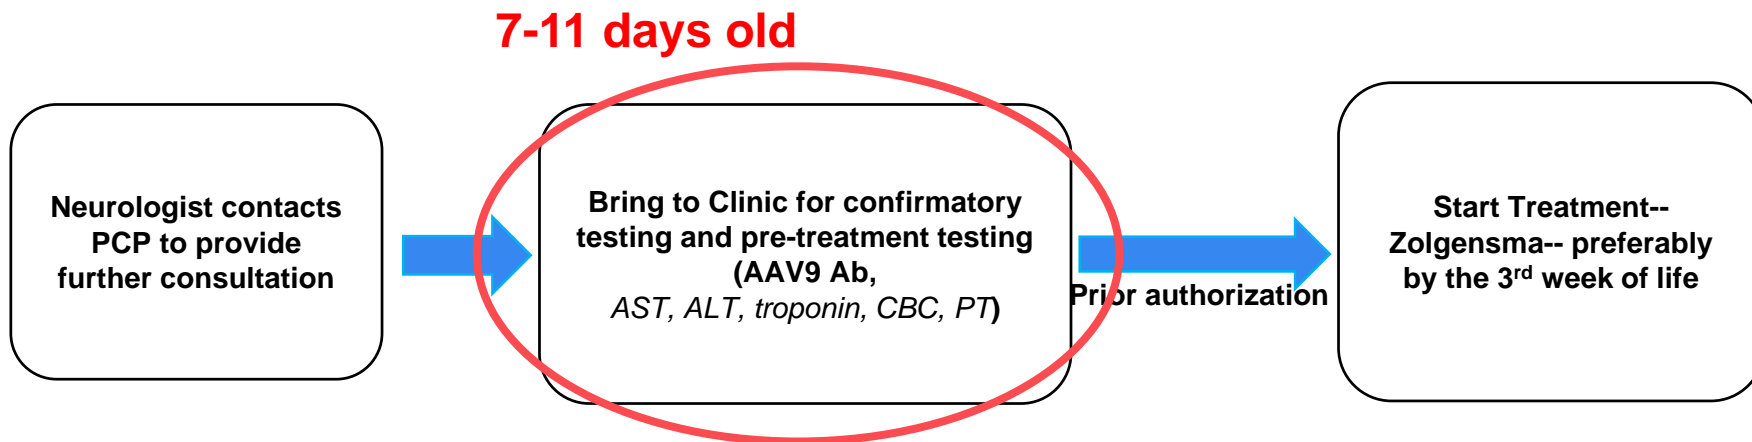 7-11 days old
Neurologist contacts
PCP to provide
further consultation
Bring to Clinic for confirmatory
testing and pre-treatment testing
(AAV9 Ab,
AST, ALT, troponin, CBC, PT)
Prior authorization
Start Treatment--
Zolgensma-- preferably
by the 3rd week of life